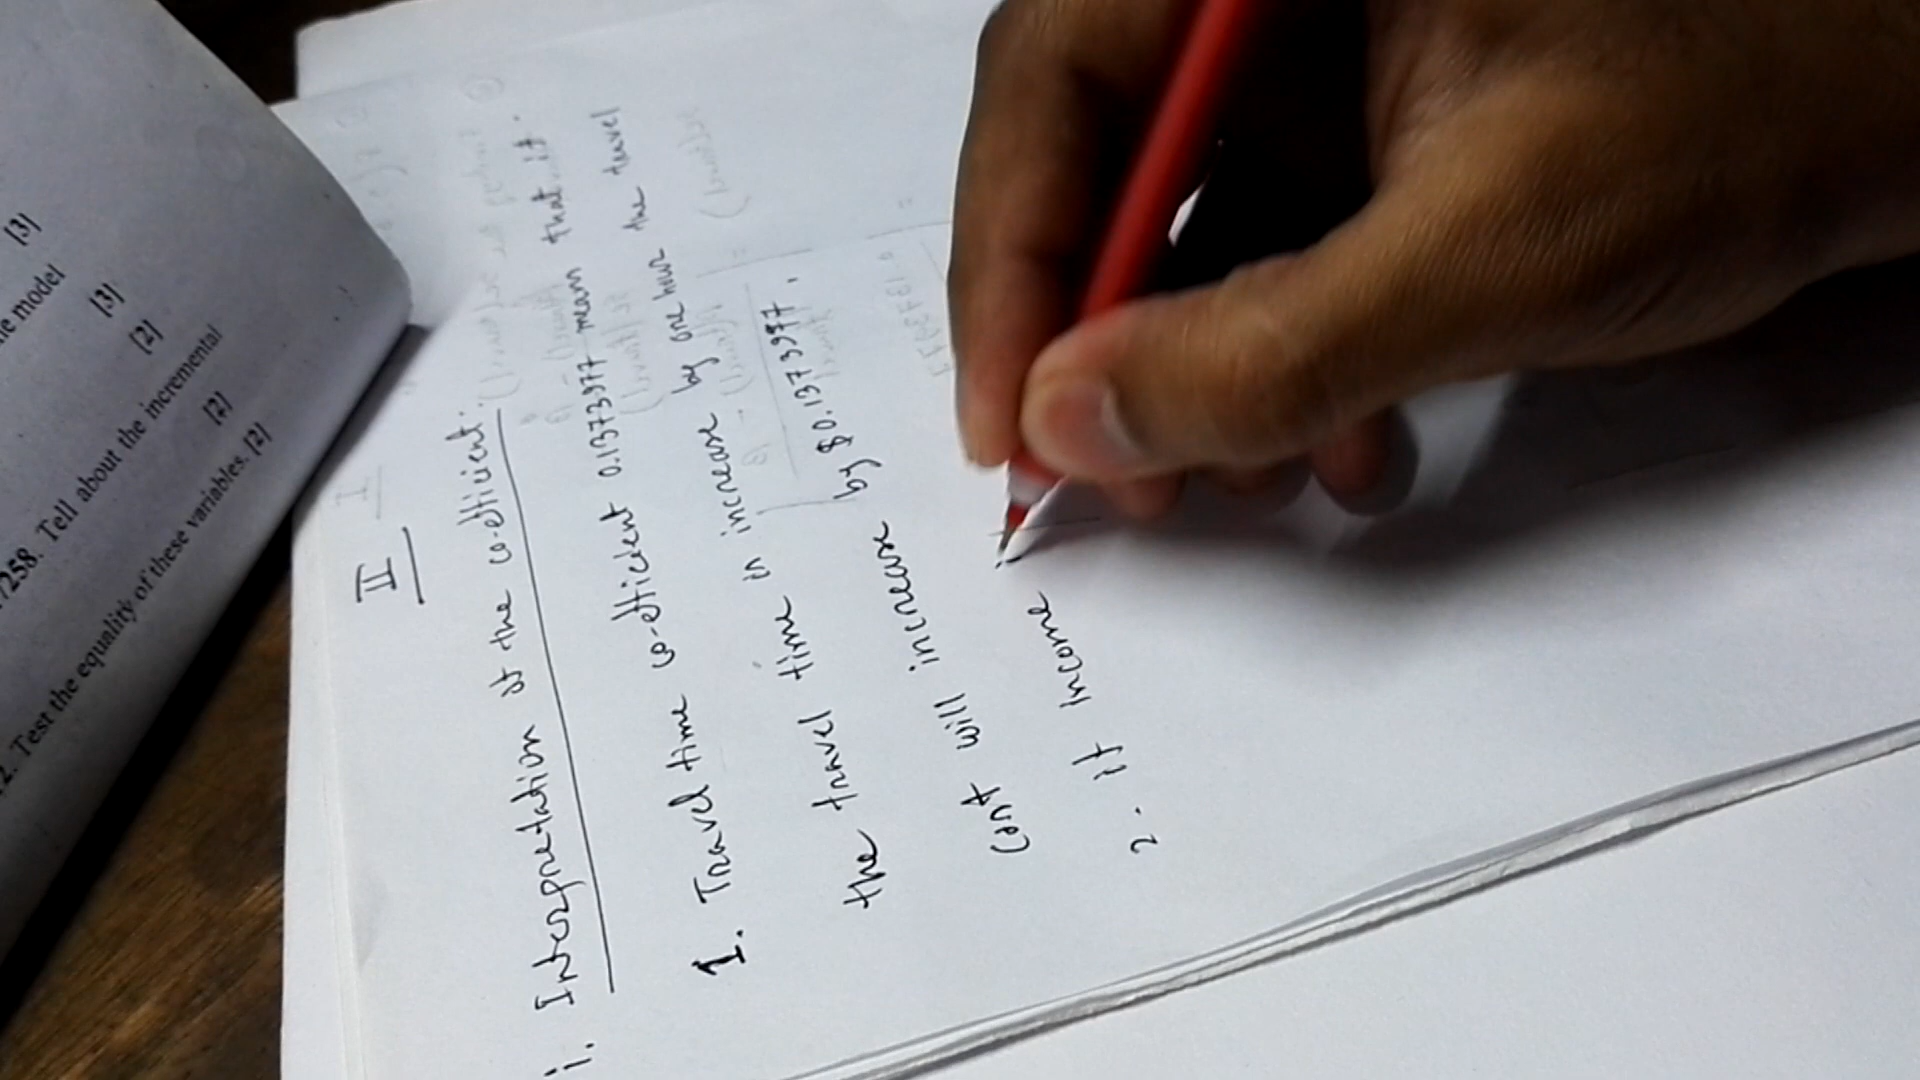 [3]
the model
[3]
[2]
7258. Tell about the incremental
[2]
2. Test the equality of these variables. [2]
I
II
i. Interpretation of the co-efficient:
1. Travel time co-efficient 0.1373977 mean that if
the travel time in increase by one hour the travel
Cost will increase by $0.1373977.
2. if Income i